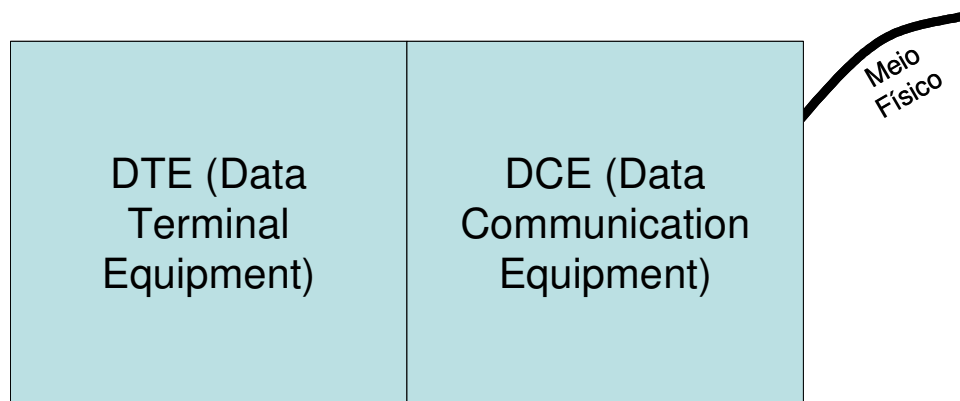 DTE (Data
Terminal
Equipment)
DCE (Data
Communication
Equipment)
Meio
Físico